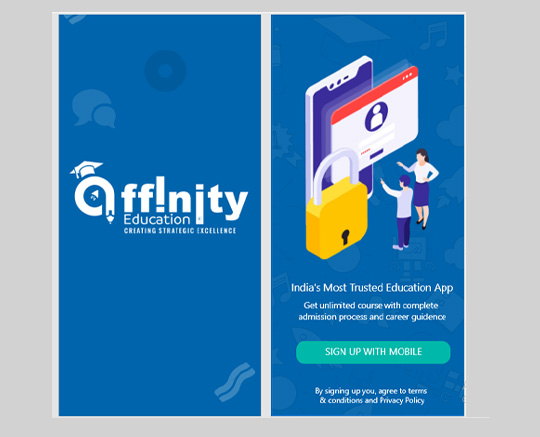 affinity
Education
CREATING STRATEGIC EXCELLENCE
India's Most Trusted Education App
Get unlimited course with complete
admission process and career guidence
SIGN UP WITH MOBILE
By signing up you, agree to terms
& conditions and Privacy Policy